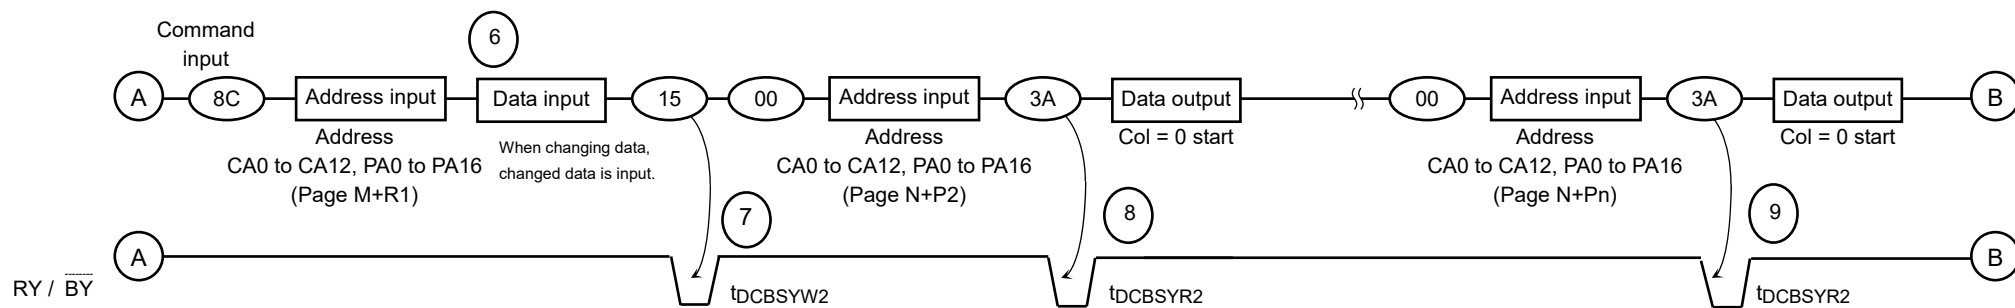 Command
input
6
A
8C
Address input
Data input
15
00
Address input
3A
Data output
00
Address input
3A
Data output
B
Address
CA0 to CA12, PA0 to PA16
(Page M+R1)
When changing data,
changed data is input.
Address
CA0 to CA12, PA0 to PA16
(Page N+P2)
Col = 0 start
Address
CA0 to CA12, PA0 to PA16
(Page N+Pn)
Col = 0 start
7
8
9
A
B
RY / BY
tDCBSYW2
tDCBSYR2
tDCBSYR2